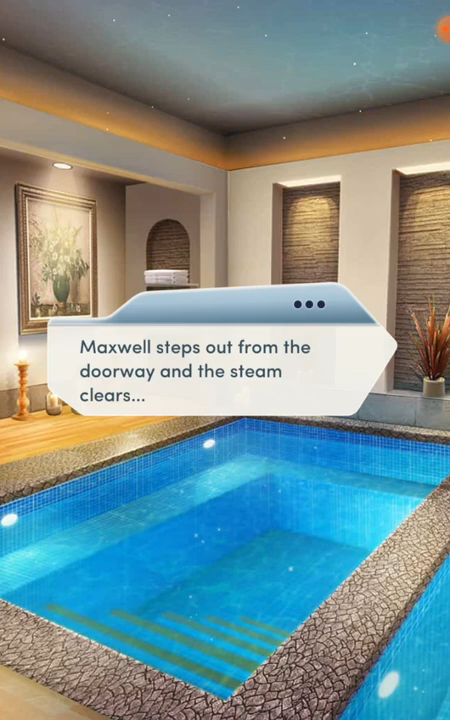 Maxwell steps out from the
doorway and the steam
clears...